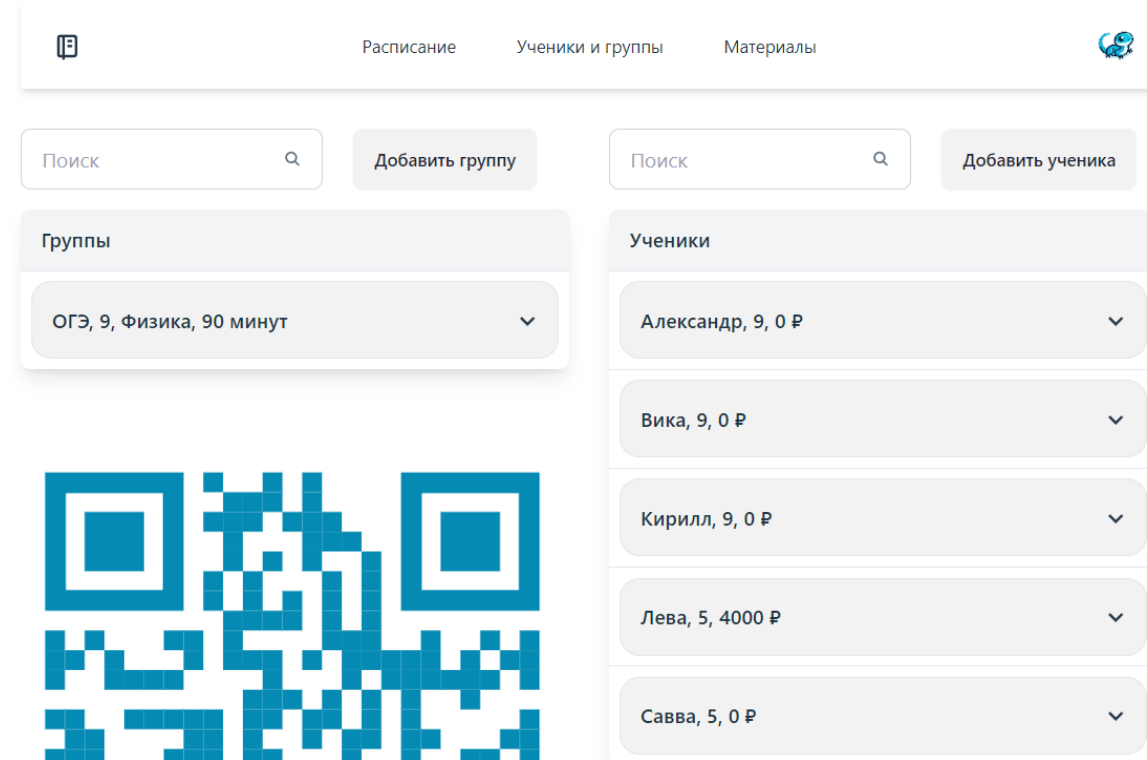 Расписание
Ученики и группы
Материалы
Поиск
Добавить группу
Группы
ОГЭ, 9, Физика, 90 минут
Поиск
Добавить ученика
Ученики
Александр, 9, 0 ₽
Вика, 9, 0 ₽
Кирилл, 9, 0 ₽
Лева, 5, 4000 ₽
Савва, 5, 0 ₽